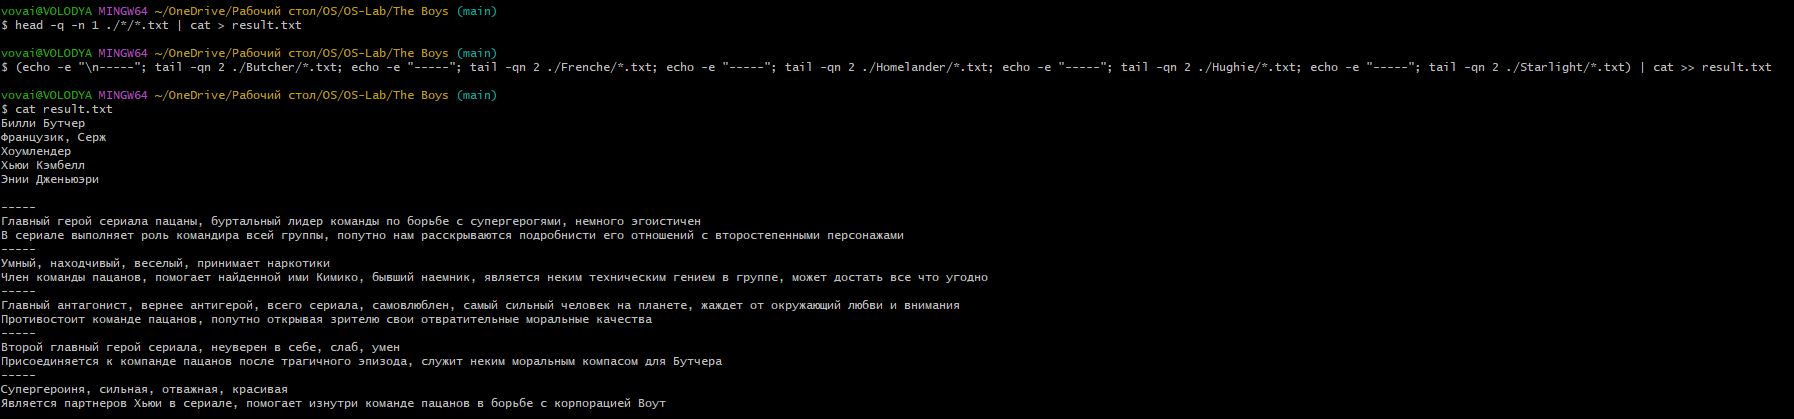 vovai@VOLODYA MINGW64 ~/OneDrive/Рабочий стол/OS/OS-Lab/The Boys (main)
$ head -q -n 1 ./*/*.txt | cat > result.txt
vovai@VOLODYA MINGW64 ~/OneDrive/Рабочий стол/OS/OS-Lab/The Boys (main)
$ (echo -e "\n-----"; tail -qn 2 ./Butcher/*.txt; echo -e "-----"; tail -qn 2 ./Frenche/*.txt; echo -e "-----"; tail -qn 2 ./Homelander/*.txt; echo -e "-----"; tail -qn 2 ./Hughie/*.txt; echo -e "-----"; tail -qn 2 ./Starlight/*.txt) | cat >> result.txt
vovai@VOLODYA MINGW64 ~/OneDrive/Рабочий стол/OS/OS-Lab/The Boys (main)
$ cat result.txt
Билли Бутчер
Французик, Серж
Хоумлендер
Хьюи Кэмбелл
Энии Дженьюэри
-----
Главный герой сериала пацаны, буртальный лидер команды по борьбе с супергерогями, немного эгоистичен
В сериале выполняет роль командира всей группы, попутно нам расскрываются подробнисти его отношений с второстепенными персонажами
-----
Умный, находчивый, веселый, принимает наркотики
Член команды пацанов, помогает найденной ими Кимико, бывший наемник, является неким техническим гением в группе, может достать все что угодно
-----
Главный антагонист, вернее антигерой, всего сериала, самовлюблен, самый сильный человек на планете, жаждет от окружающий любви и внимания
Противостоит команде пацанов, попутно открывая зрителю свои отвратительные моральные качества
-----
Второй главный герой сериала, неуверен в себе, слаб, умен
Присоединяется к компанде пацанов после трагичного эпизода, служит неким моральным компасом для Бутчера
-----
Супергероиня, сильная, отважная, красивая
Является партнеров Хьюи в сериале, помогает изнутри команде пацанов в борьбе с корпорацией Воут